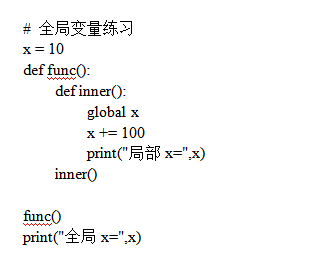 # 全局变量练习
x = 10
def func():
    def inner():
        global x
        x += 100
        print("局部 x=",x)
    inner()

func()
print("全局 x=",x)